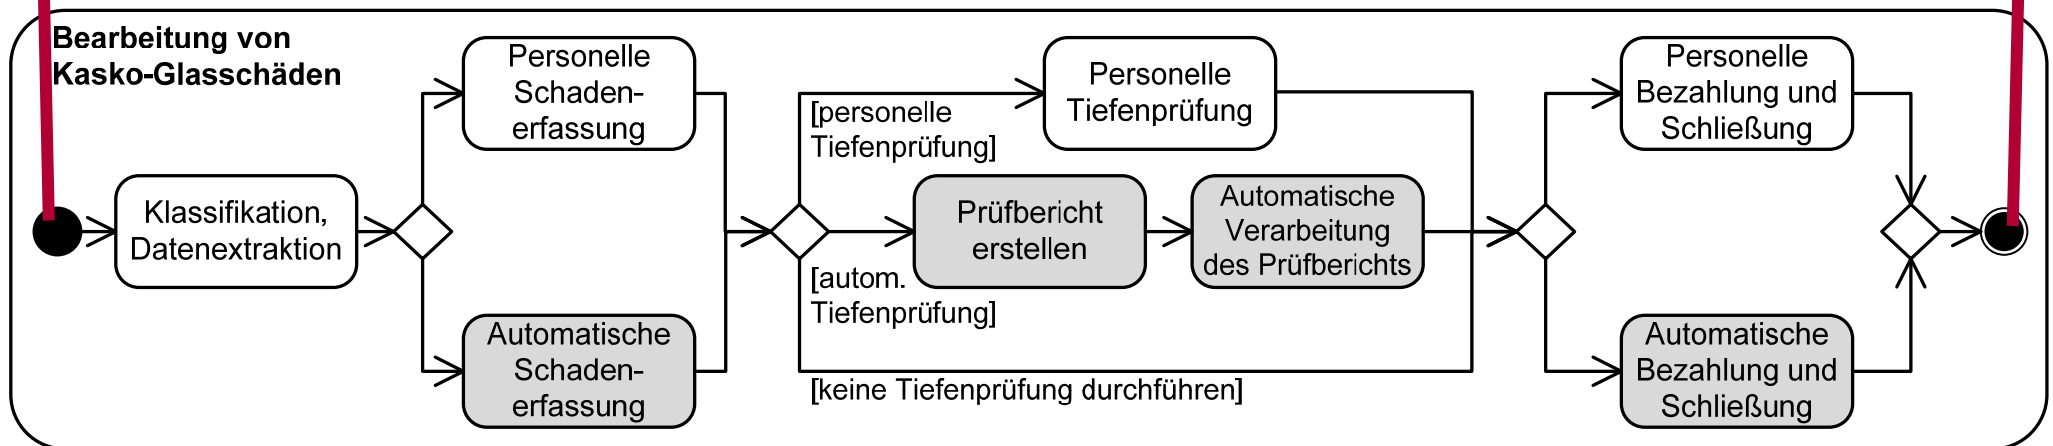 Bearbeitung von
Kasko-Glasschäden
Klassifikation,
Datenextraktion
Personelle
Schaden-
erfassung
Automatische
Schaden-
erfassung
[personelle
Tiefenprüfung]
Personelle
Tiefenprüfung
Prüfbericht
erstellen
Automatische
Verarbeitung
des Prüfberichts
[autom.
Tiefenprüfung]
[keine Tiefenprüfung durchführen]
Personelle
Bezahlung und
Schließung
Automatische
Bezahlung und
Schließung